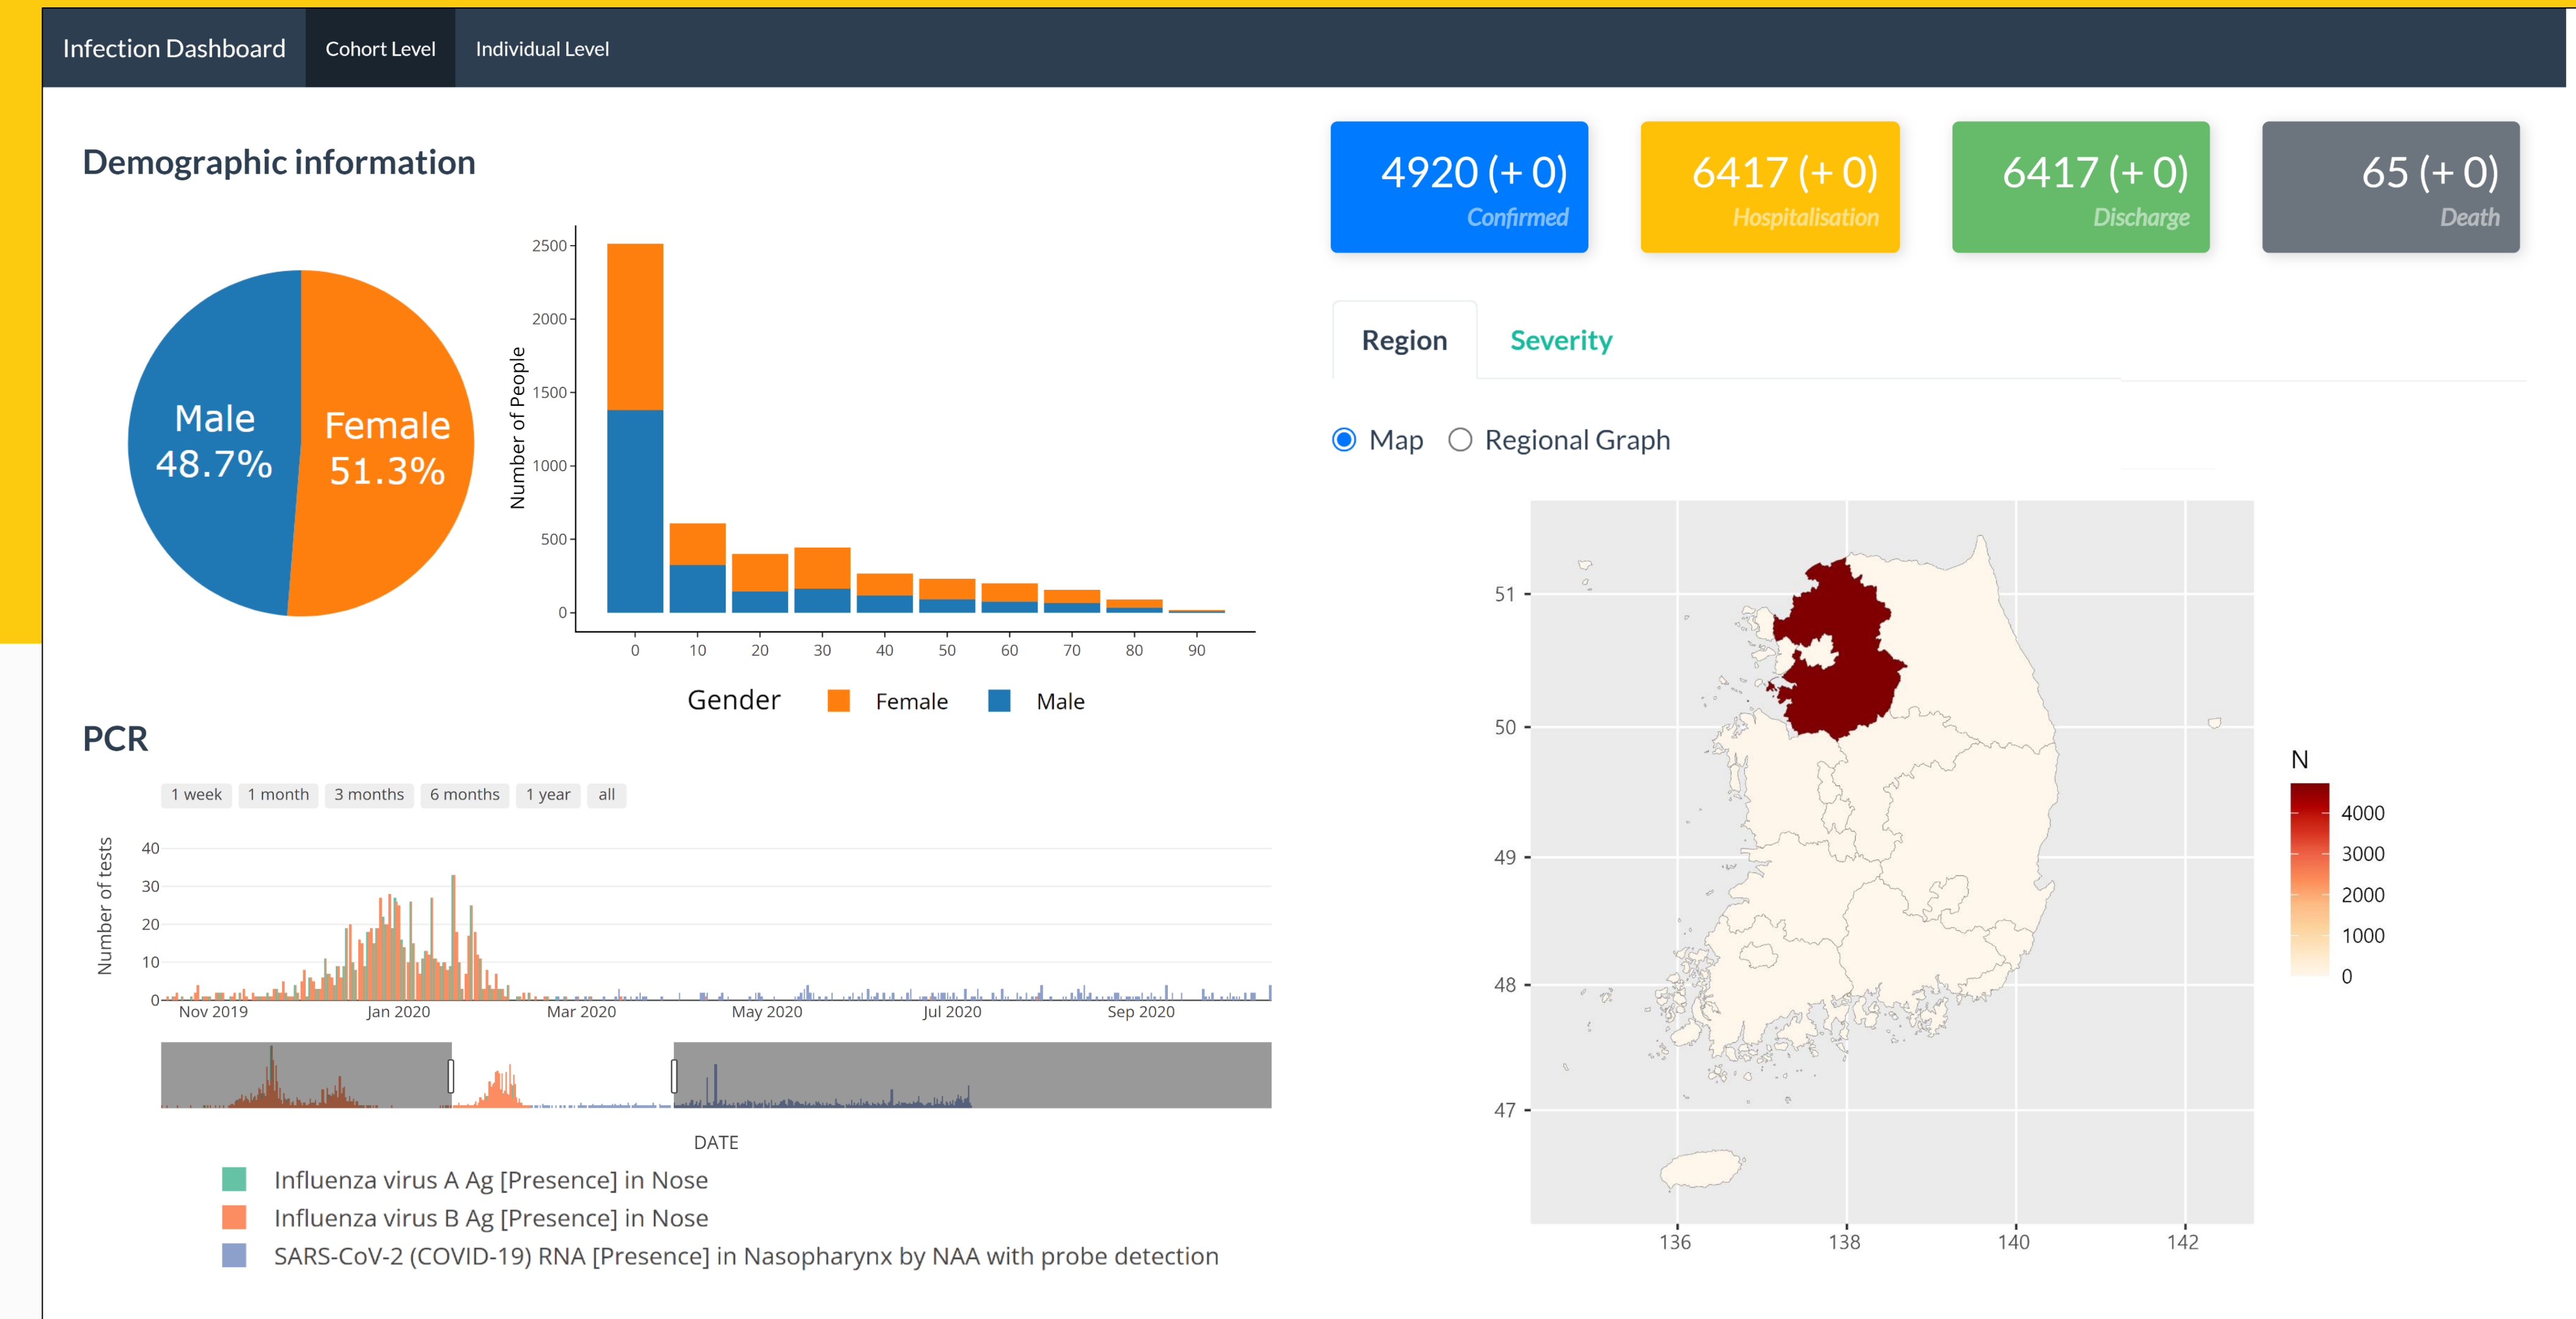 Infection Dashboard
Cohort Level
Individual Level
Demographic information
Male
48.7%
Female
51.3%
Number of People
2500
2000
1500
1000
500
0
0 10 20 30 40 50 60 70 80 90
Gender Female Male
4920 (+ 0)
Confirmed
6417 (+ 0)
Hospitalisation
6417 (+ 0)
Discharge
65 (+ 0)
Death
Region
Severity
Map
Regional Graph
51
50
49
48
47
136 138 140 142
N
4000
3000
2000
1000
0
PCR
1 week
1 month
3 months
6 months
1 year
all
Number of tests
40
30
20
10
0
Nov 2019 Jan 2020 Mar 2020 May 2020 Jul 2020 Sep 2020
DATE
Influenza virus A Ag [Presence] in Nose
Influenza virus B Ag [Presence] in Nose
SARS-CoV-2 (COVID-19) RNA [Presence] in Nasopharynx by NAA with probe detection